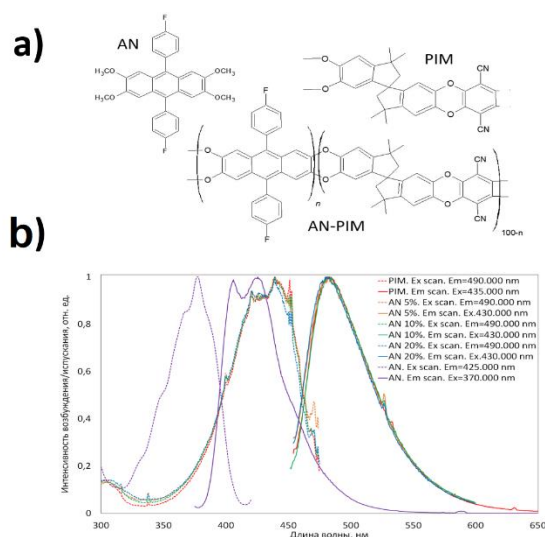 a)
AN
PIM
F
CN
H₃CO
OCH₃
O
O
O
H₃CO
OCH₃
O
O
CN
F
F
CN
O
O
O
O
O
O
O
O
n
CN
100-n
F
AN-PIM
b)
Интенсивность возбуждения/испускания, отн. ед.
1
0,8
0,6
0,4
0,2
0
PIM. Ex scan. Em=490.000 nm
PIM. Em scan. Ex=435.000 nm
AN 5%. Ex scan. Em=490.000 nm
AN 5%. Em scan. Ex.430.000 nm
AN 10%. Ex scan. Em=490.000 nm
AN 10%. Em scan. Ex=430.000 nm
AN 20%. Ex scan. Em=490.000 nm
AN 20%. Em scan. Ex.430.000 nm
AN. Ex scan. Em=425.000 nm
AN. Em scan. Ex=370.000 nm
300 350 400 450 500 550 600 650
Длина волны, нм